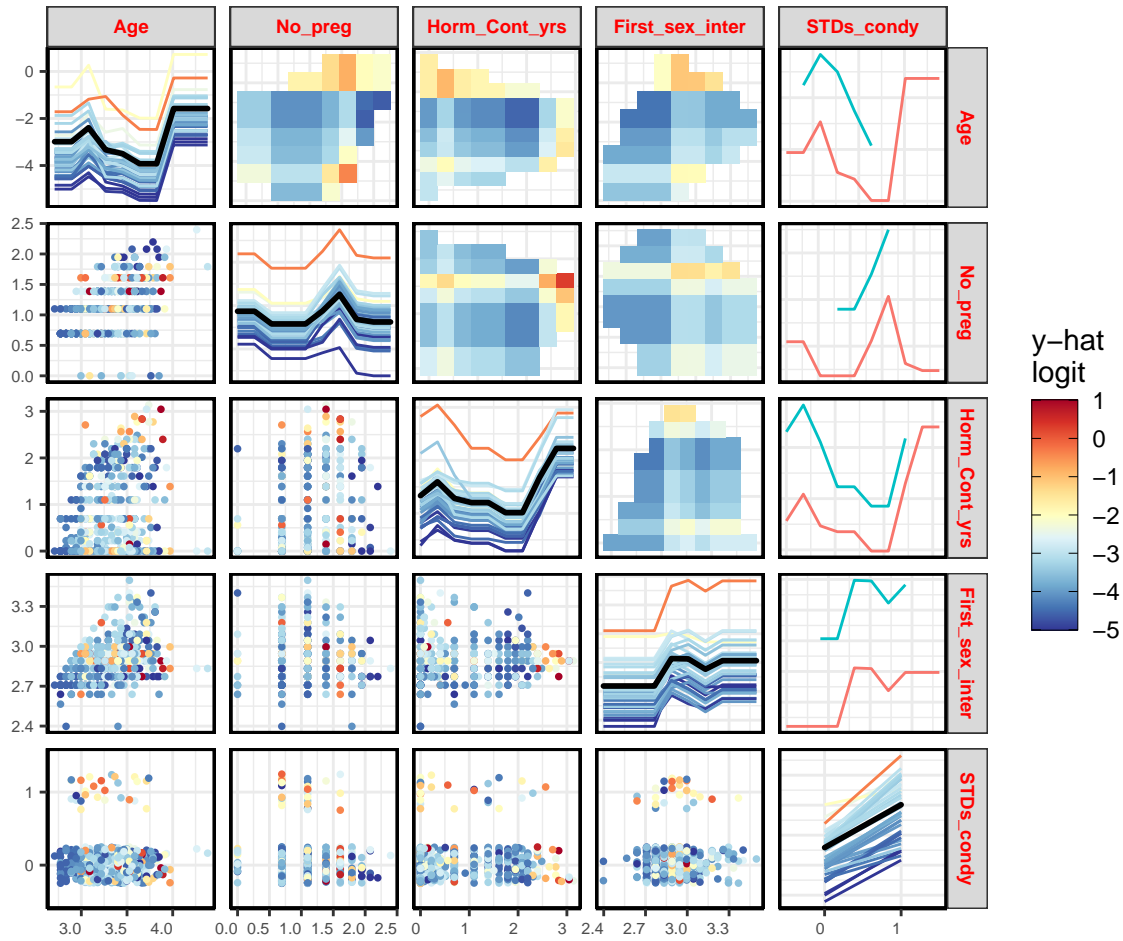 Age No_preg Horm_Cont_yrs First_sex_inter STDs_condy
0
−2
−4
Age
2.5
2.0
1.5
1.0
0.5
0.0
No_preg
3
2
1
0
Horm_Cont_yrs
3.3
3.0
2.7
2.4
First_sex_inter
1
0
STDs_condy
3.0 3.5 4.0 0.0 0.5 1.0 1.5 2.0 2.5 0 1 2 3 2.4 2.7 3.0 3.3 0 1
y−hat
logit
1
0
−1
−2
−3
−4
−5